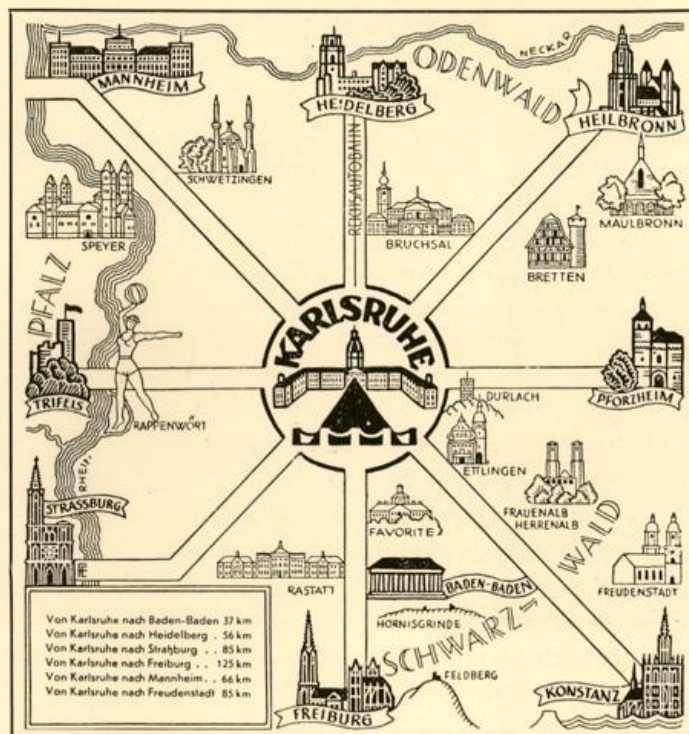 MANNHEIM
HEIDELBERG
ODENWALD
NECKAR
HEILBRONN
SCHWETZINGEN
REICHSAUTOBAHN
BRUCHSAL
BRETTEN
MAULBRONN
SPEYER
PFALZ
TRIFELS
RAPPENWÖRT
KARLSRUHE
PFORZHEIM
DURLACH
ETTLINGEN
RHEIN
STRASSBURG
FRAUENALB
HERRENALB
FAVORITE
RASTATT
BADEN-BADEN
FREUDENSTADT
HORNISGRINDE
SCHWARZ=
WALD
FELDBERG
FREIBURG
KONSTANZ
Von Karlsruhe nach Baden-Baden 37 km
Von Karlsruhe nach Heidelberg . 56 km
Von Karlsruhe nach Straßburg . . 85 km
Von Karlsruhe nach Freiburg . . 125 km
Von Karlsruhe nach Mannheim . . 66 km
Von Karlsruhe nach Freudenstadt 85 km